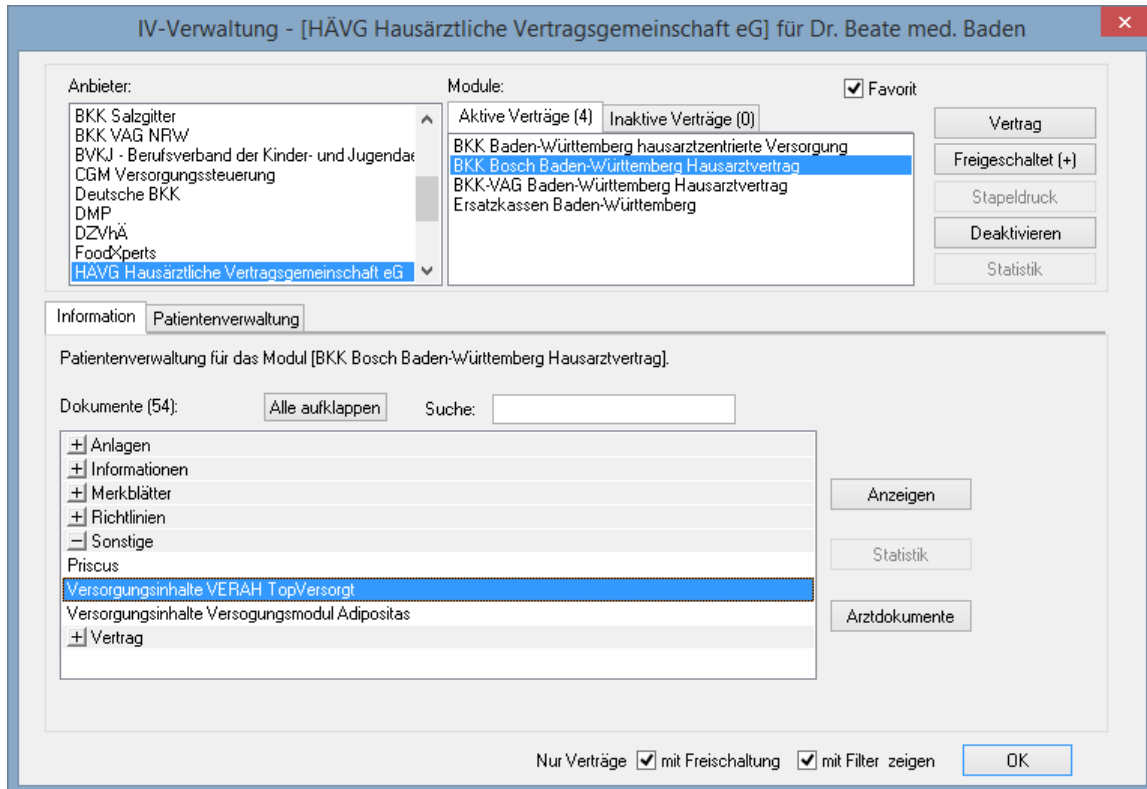 IV-Verwaltung - [HÄVG Hausärztliche Vertragsgemeinschaft eG] für Dr. Beate med. Baden
Anbieter:
BKK Salzgitter
BKK VAG NRW
BVKJ - Berufsverband der Kinder- und Jugendae
CGM Versorgungssteuerung
Deutsche BKK
DMP
DZVhÄ
FoodXperts
HÄVG Hausärztliche Vertragsgemeinschaft eG
Module:
Favorit
Aktive Verträge (4) Inaktive Verträge (0)
BKK Baden-Württemberg hausarztzentrierte Versorgung
BKK Bosch Baden-Württemberg Hausarztvertrag
BKK-VAG Baden-Württemberg Hausarztvertrag
Ersatzkassen Baden-Württemberg
Vertrag
Freigeschaltet (+)
Stapeldruck
Deaktivieren
Statistik
Information Patientenverwaltung
Patientenverwaltung für das Modul [BKK Bosch Baden-Württemberg Hausarztvertrag].
Dokumente (54): Alle aufklappen Suche:
Anlagen
Informationen
Merkblätter
Richtlinien
Sonstige
Priscus
Versorgungsinhalte VERAH TopVersorgt
Versorgungsinhalte Versogungsmodul Adipositas
Vertrag
Anzeigen
Statistik
Arztdokumente
Nur Verträge mit Freischaltung mit Filter zeigen OK